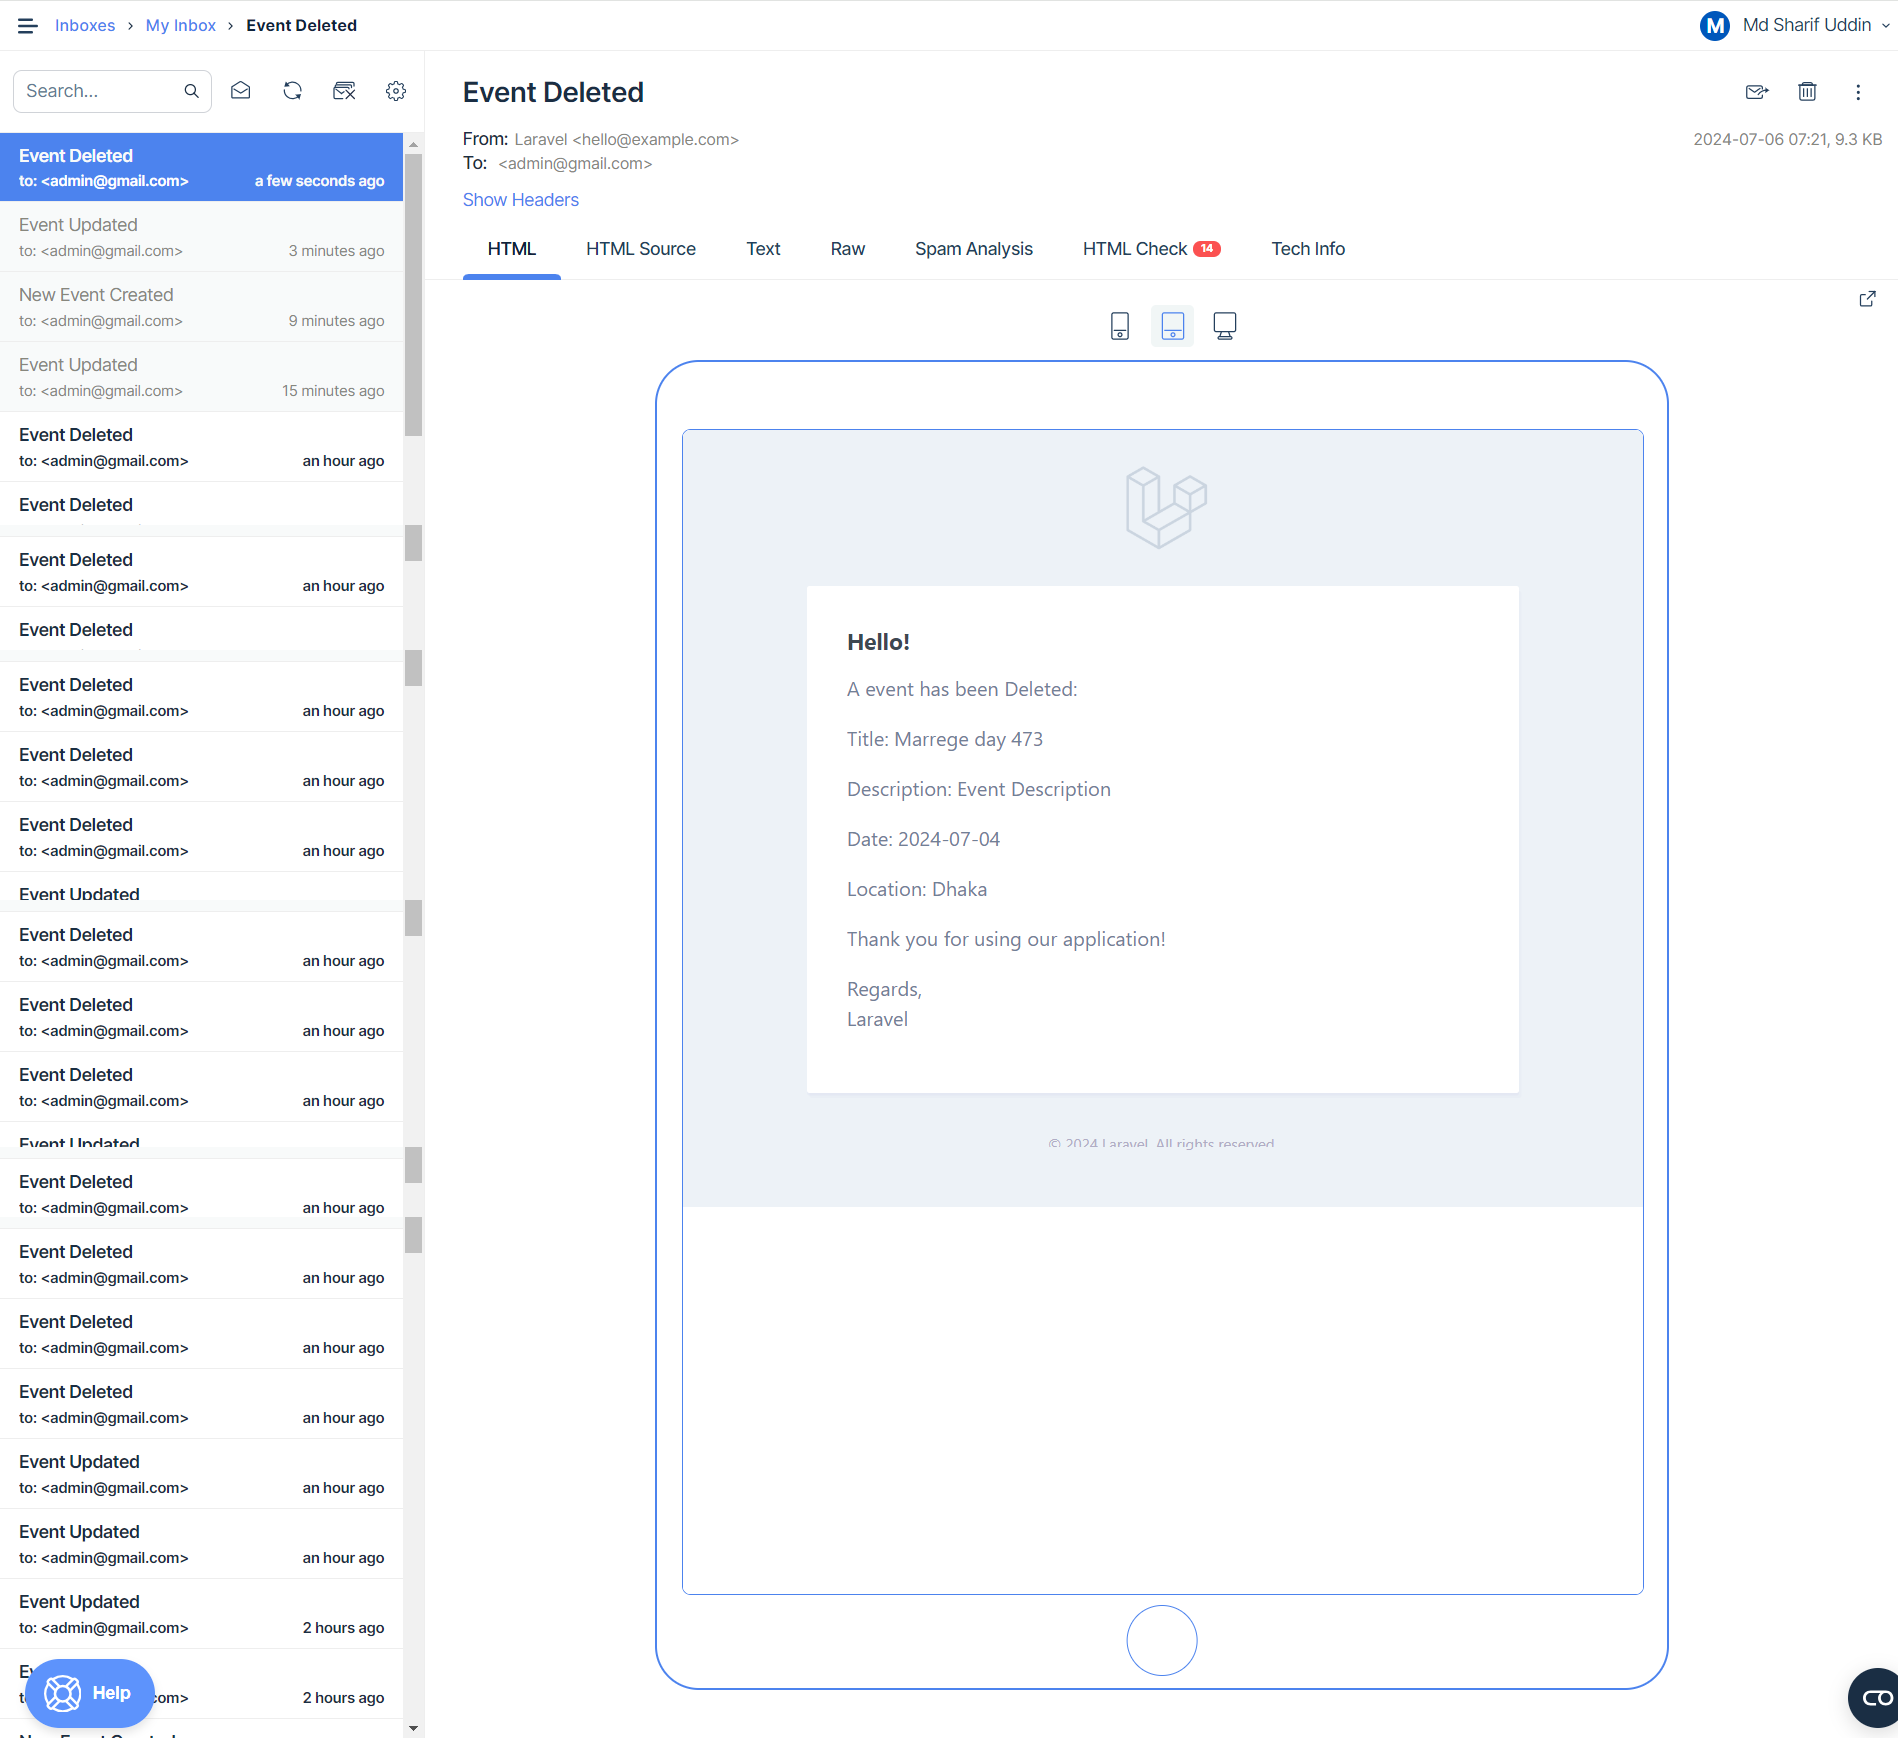 Inboxes › My Inbox › Event Deleted
M Md Sharif Uddin
Search...
Event Deleted
to: <admin@gmail.com> a few seconds ago
Event Updated
to: <admin@gmail.com> 3 minutes ago
New Event Created
to: <admin@gmail.com> 9 minutes ago
Event Updated
to: <admin@gmail.com> 15 minutes ago
Event Deleted
to: <admin@gmail.com> an hour ago
Event Deleted
Event Deleted
to: <admin@gmail.com> an hour ago
Event Deleted
Event Deleted
to: <admin@gmail.com> an hour ago
Event Deleted
to: <admin@gmail.com> an hour ago
Event Deleted
to: <admin@gmail.com> an hour ago
Event Updated
Event Deleted
to: <admin@gmail.com> an hour ago
Event Deleted
to: <admin@gmail.com> an hour ago
Event Deleted
to: <admin@gmail.com> an hour ago
Event Updated
Event Deleted
to: <admin@gmail.com> an hour ago
Event Deleted
to: <admin@gmail.com> an hour ago
Event Deleted
to: <admin@gmail.com> an hour ago
Event Deleted
to: <admin@gmail.com> an hour ago
Event Updated
to: <admin@gmail.com> an hour ago
Event Updated
to: <admin@gmail.com> an hour ago
Event Updated
to: <admin@gmail.com> 2 hours ago
2 hours ago
Help
Event Deleted
From: Laravel <hello@example.com>
2024-07-06 07:21, 9.3 KB
To: <admin@gmail.com>
Show Headers
HTML HTML Source Text Raw Spam Analysis HTML Check 14 Tech Info
Hello!
A event has been Deleted:
Title: Marrege day 473
Description: Event Description
Date: 2024-07-04
Location: Dhaka
Thank you for using our application!
Regards,
Laravel
© 2024 Laravel. All rights reserved